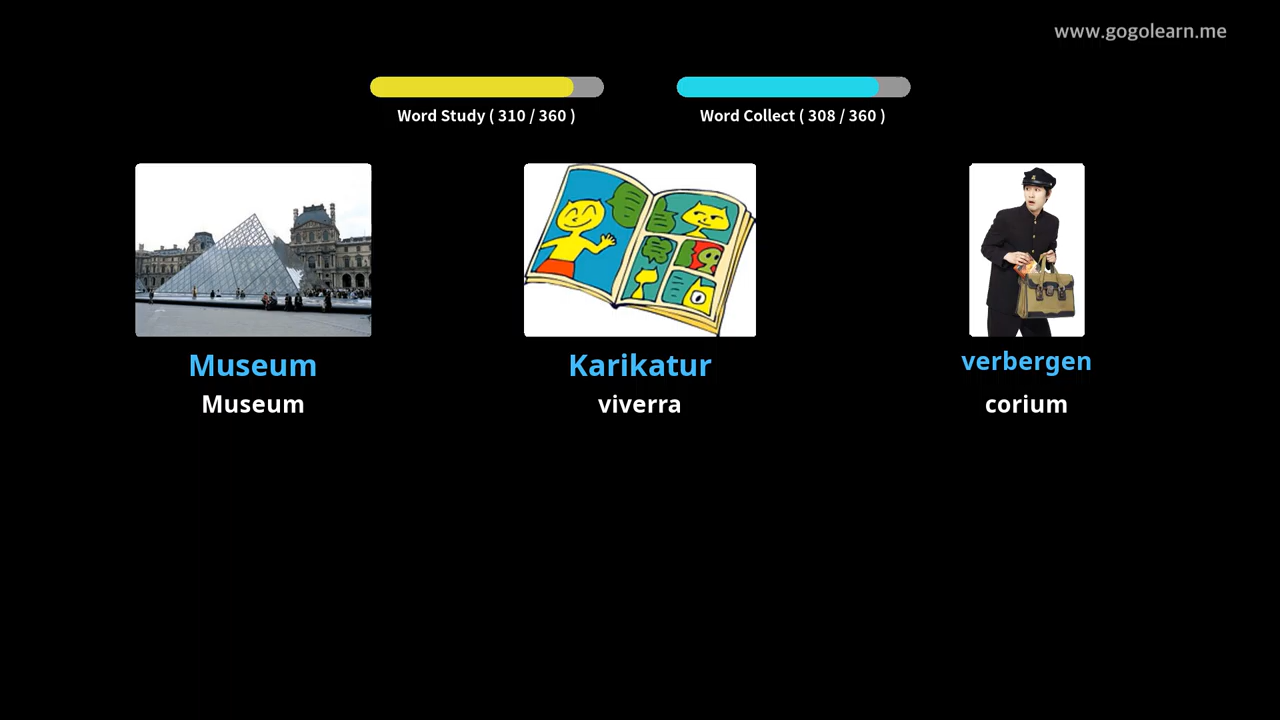 www.gogolearn.me
Word Study ( 310 / 360 )
Word Collect ( 308 / 360 )
Museum
Museum
Karikatur
viverra
verbergen
corium